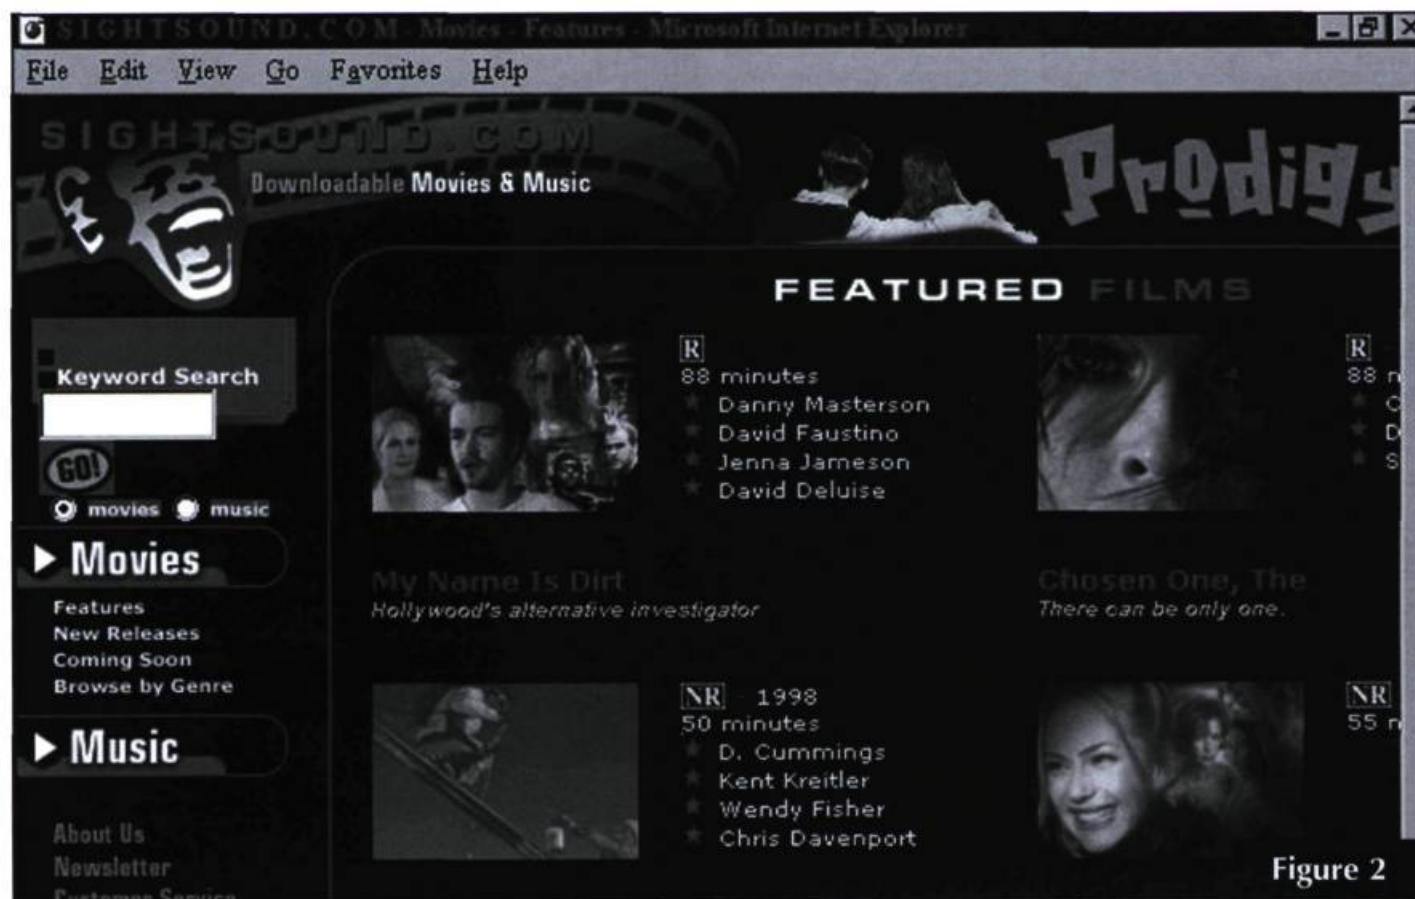 SIGHTSOUND.COM - Movies - Features - Microsoft Internet Explorer
File Edit View Go Favorites Help
SIGHTSOUND.COM
Downloadable Movies & Music
Prodigy
FEATURED FILMS
Keyword Search
GO!
movies music
Movies
Features
New Releases
Coming Soon
Browse by Genre
Music
About Us
Newsletter
Customer Service
R
88 minutes
Danny Masterson
David Faustino
Jenna Jameson
David Deluise
My Name Is Dirt
Hollywood's alternative investigator
R
88 m
C
D
S
Chosen One, The
There can be only one.
NR - 1998
50 minutes
D. Cummings
Kent Kreitler
Wendy Fisher
Chris Davenport
NR
55 m
Figure 2